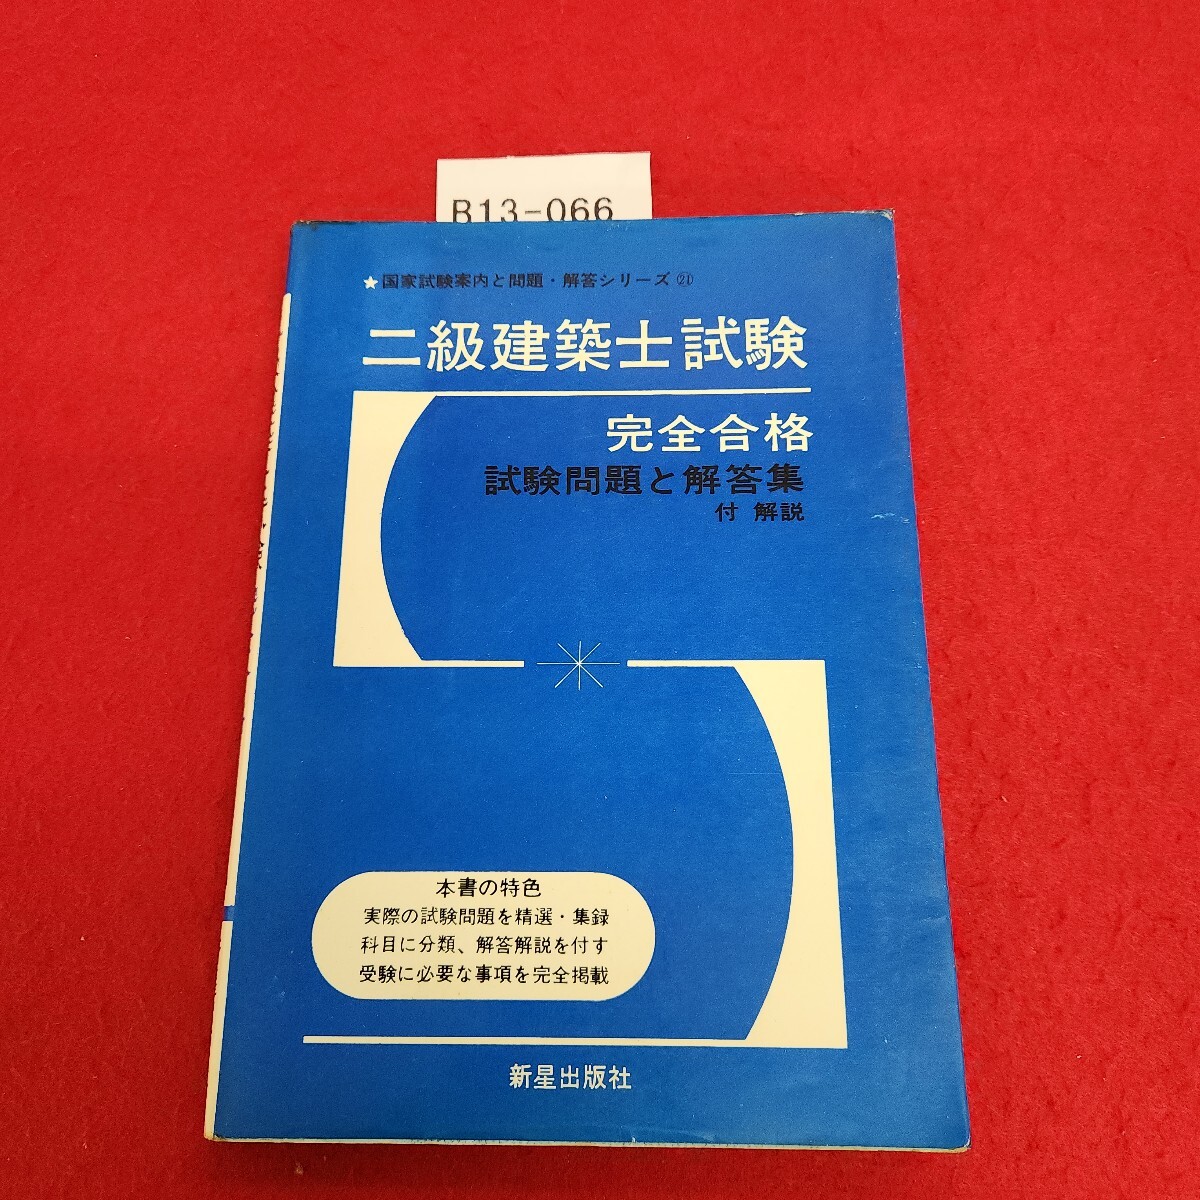 B13-066
★国家試験案内と問題・解答シリーズ㉑
二級建築士試験
完全合格
試験問題と解答集
付 解説
本書の特色
実際の試験問題を精選・集録
科目に分類、解答解説を付す
受験に必要な事項を完全掲載
新星出版社